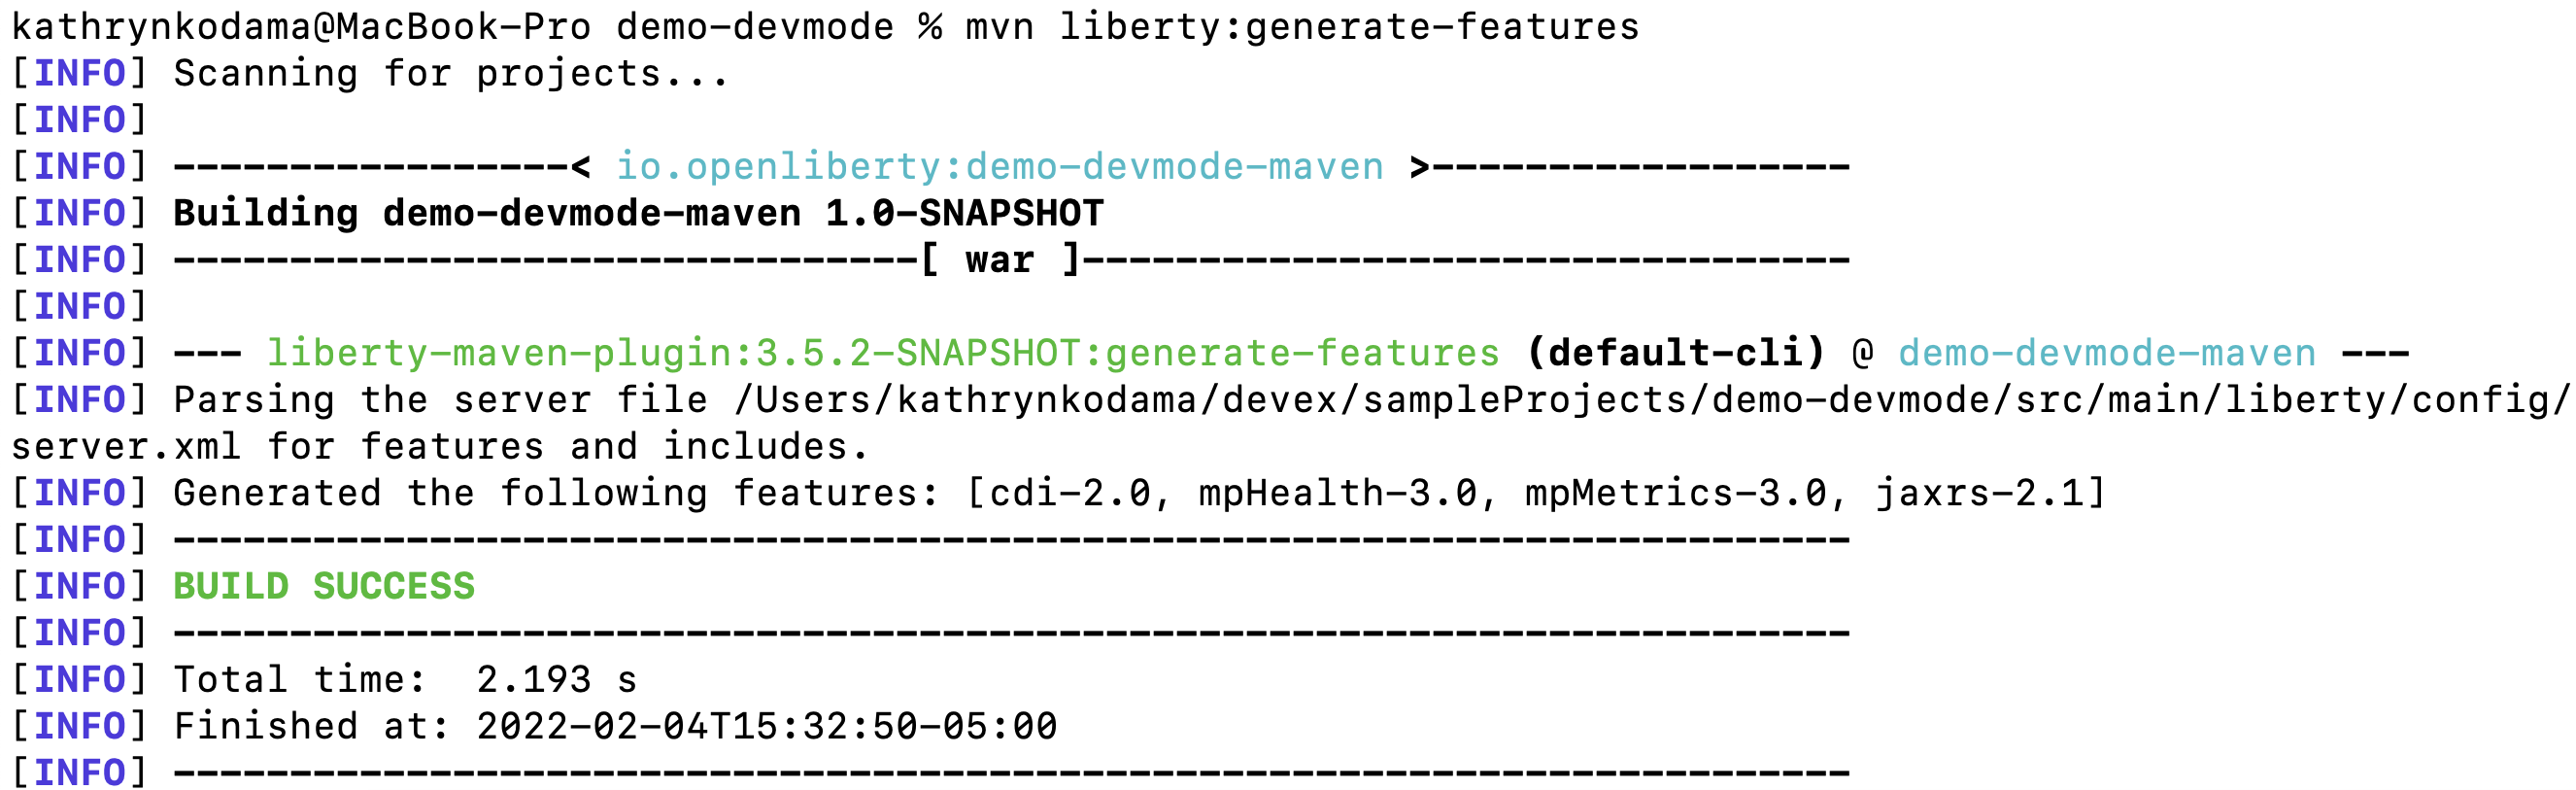 kathrynkodama@MacBook-Pro demo-devmode % mvn liberty:generate-features
[INFO] Scanning for projects...
[INFO]
[INFO] -----------------< io.openliberty:demo-devmode-maven >------------------
[INFO] Building demo-devmode-maven 1.0-SNAPSHOT
[INFO] --------------------------------[ war ]---------------------------------
[INFO]
[INFO] --- liberty-maven-plugin:3.5.2-SNAPSHOT:generate-features (default-cli) @ demo-devmode-maven ---
[INFO] Parsing the server file /Users/kathrynkodama/devex/sampleProjects/demo-devmode/src/main/liberty/config/
server.xml for features and includes.
[INFO] Generated the following features: [cdi-2.0, mpHealth-3.0, mpMetrics-3.0, jaxrs-2.1]
[INFO] ------------------------------------------------------------------------
[INFO] BUILD SUCCESS
[INFO] ------------------------------------------------------------------------
[INFO] Total time:  2.193 s
[INFO] Finished at: 2022-02-04T15:32:50-05:00
[INFO] ------------------------------------------------------------------------